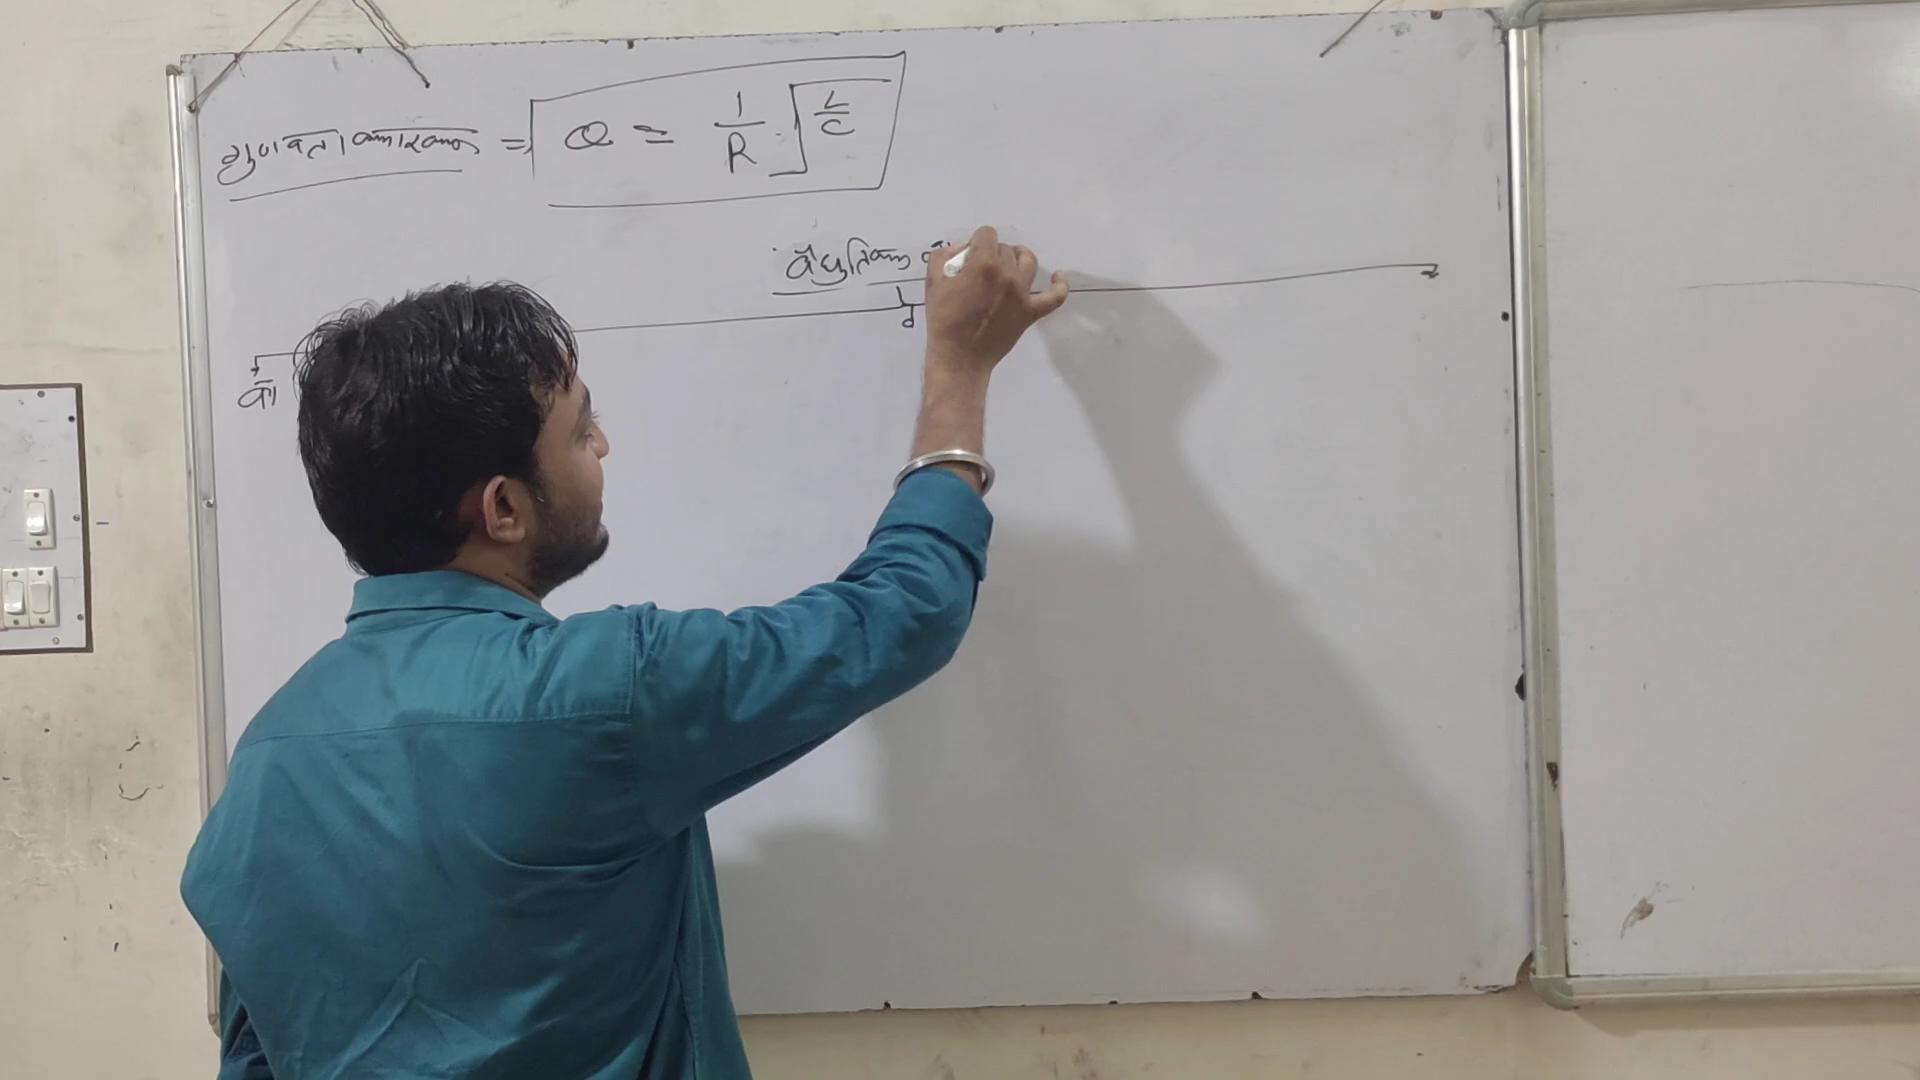 गुणवत्ता कारक = Q = 1/R √(L/C)
वैधुतिक